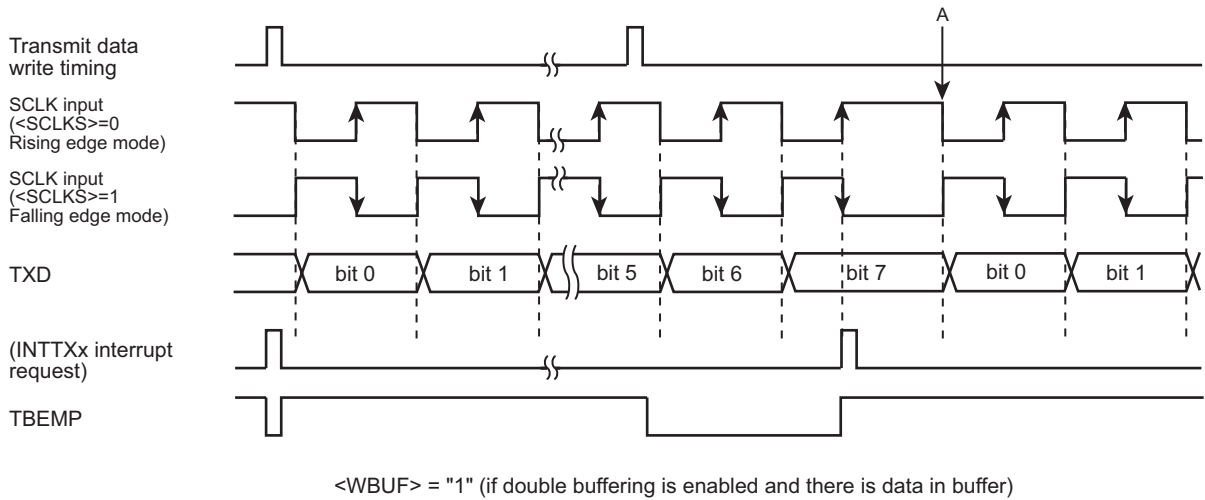 A
Transmit data
write timing
SCLK input
(<SCLKS>=0
Rising edge mode)
SCLK input
(<SCLKS>=1
Falling edge mode)
TXD
bit 0
bit 1
bit 5
bit 6
bit 7
bit 0
bit 1
(INTTXx interrupt
request)
TBEMP
<WBUF> = "1" (if double buffering is enabled and there is data in buffer)